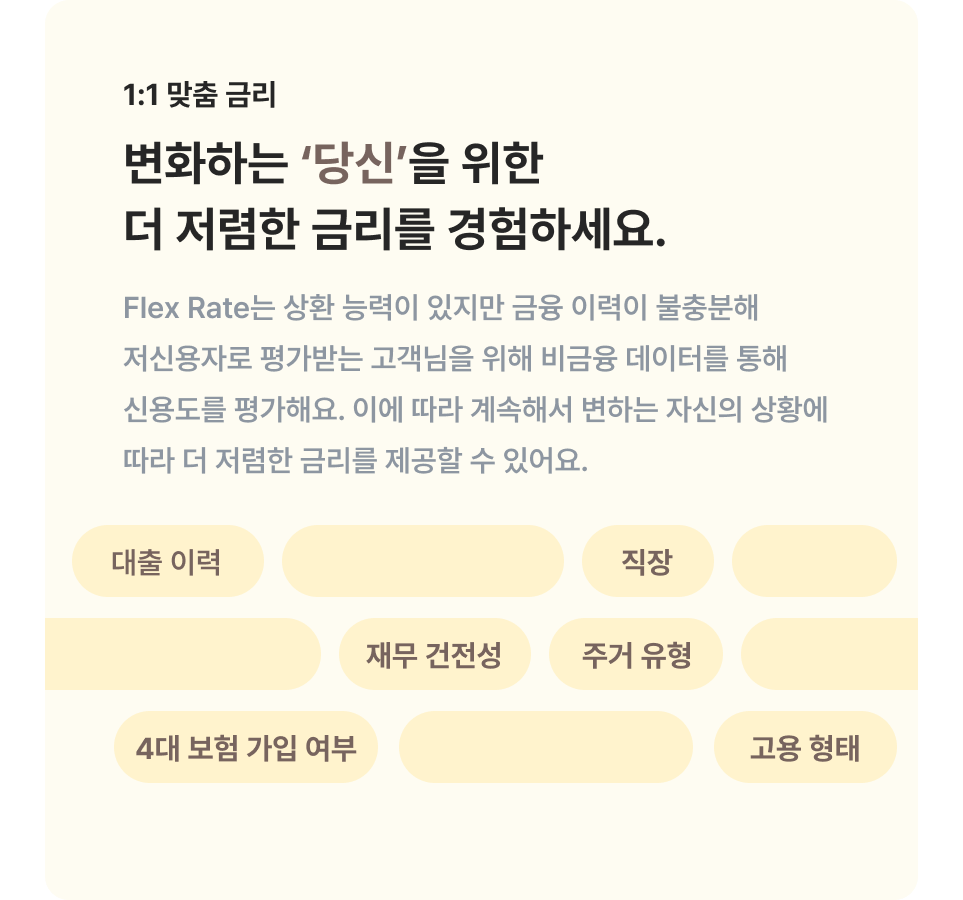 1:1 맞춤 금리
변화하는 ‘당신’을 위한
더 저렴한 금리를 경험하세요.
Flex Rate는 상환 능력이 있지만 금융 이력이 불충분해
저신용자로 평가받는 고객님을 위해 비금융 데이터를 통해
신용도를 평가해요. 이에 따라 계속해서 변하는 자신의 상황에
따라 더 저렴한 금리를 제공할 수 있어요.
대출 이력
직장
재무 건전성
주거 유형
4대 보험 가입 여부
고용 형태